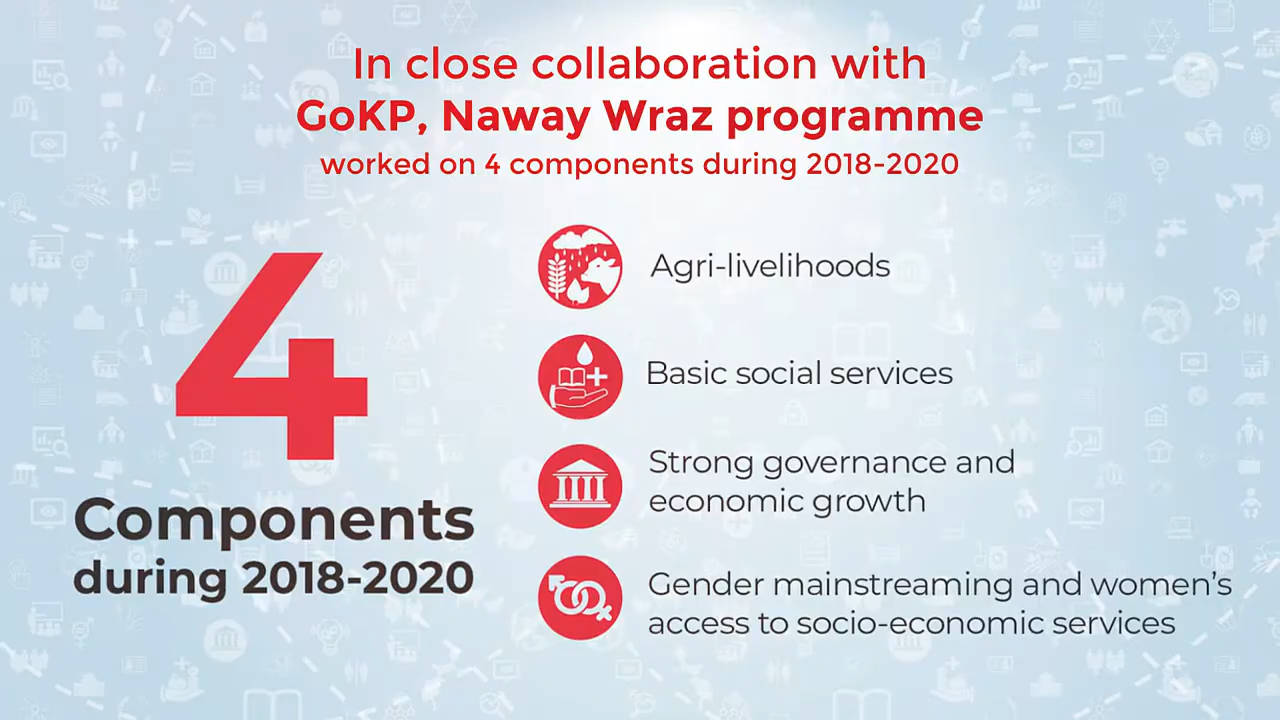 In close collaboration with
GoKP, Naway Wraz programme
worked on 4 components during 2018-2020
4
Components
during 2018-2020
Agri-livelihoods
Basic social services
Strong governance and
economic growth
Gender mainstreaming and women's
access to socio-economic services